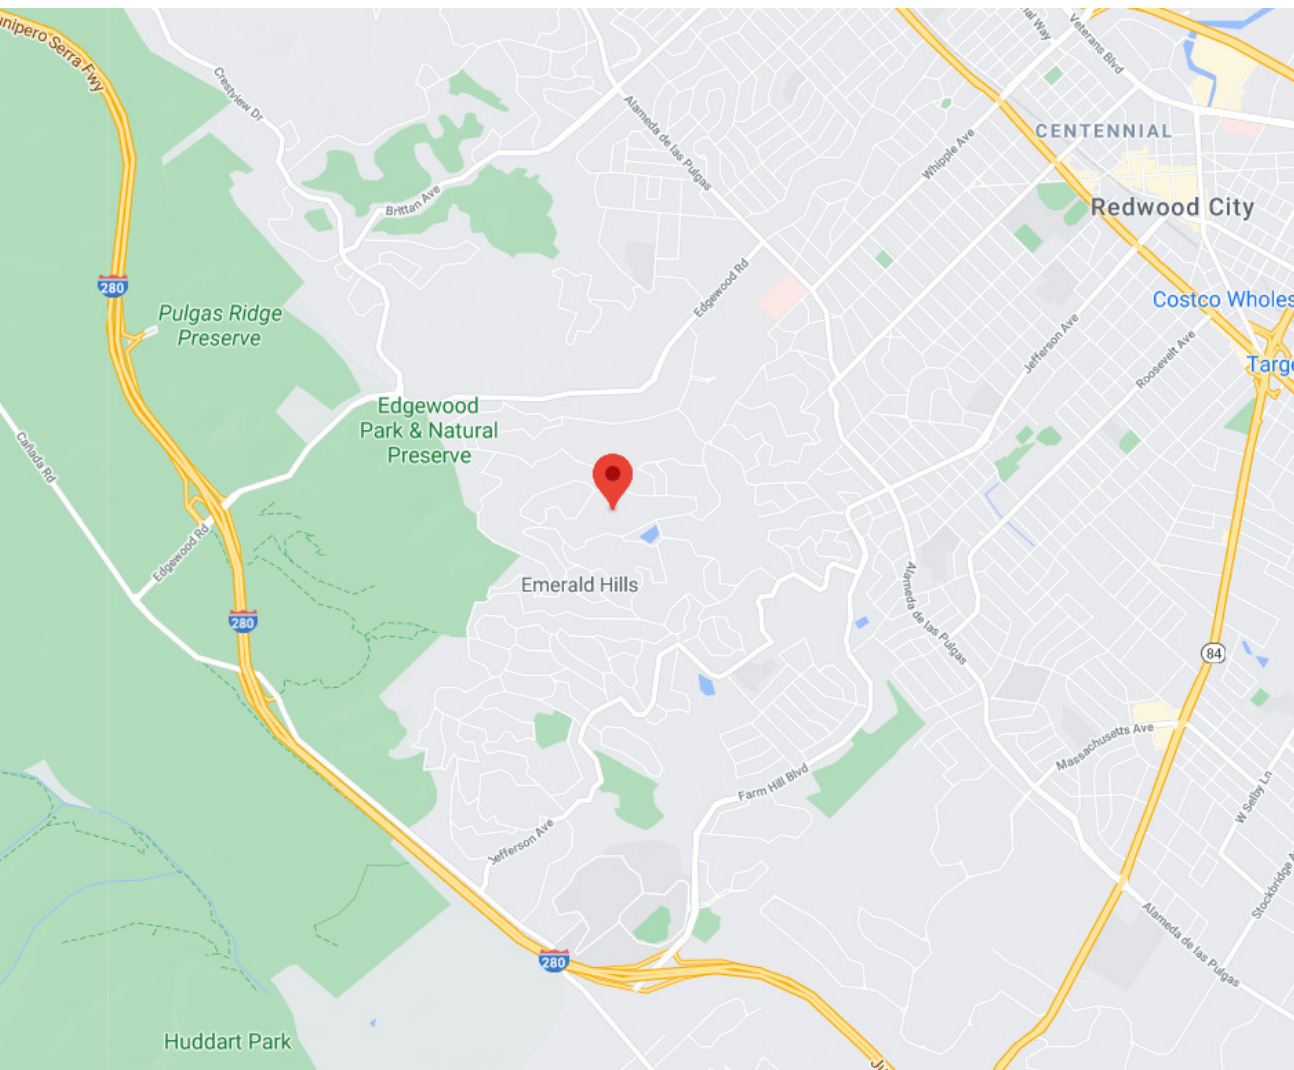 unipero Serra Fwy
Crestview Dr
Alameda de las Pulgas
Brittan Ave
Veterans Blvd
Whipple Ave
CENTENNIAL
Redwood City
280
Pulgas Ridge
Preserve
Edgewood Rd
Costco Wholes
Jefferson Ave
Roosevelt Ave
Targe
Edgewood
Park & Natural
Preserve
Cañada Rd
Edgewood Rd
Emerald Hills
280
Alameda de las Pulgas
84
Massachusetts Ave
Farm Hill Blvd
W Selby Ln
Jefferson Ave
Stockbridge A
Alameda de las Pulgas
280
Huddart Park